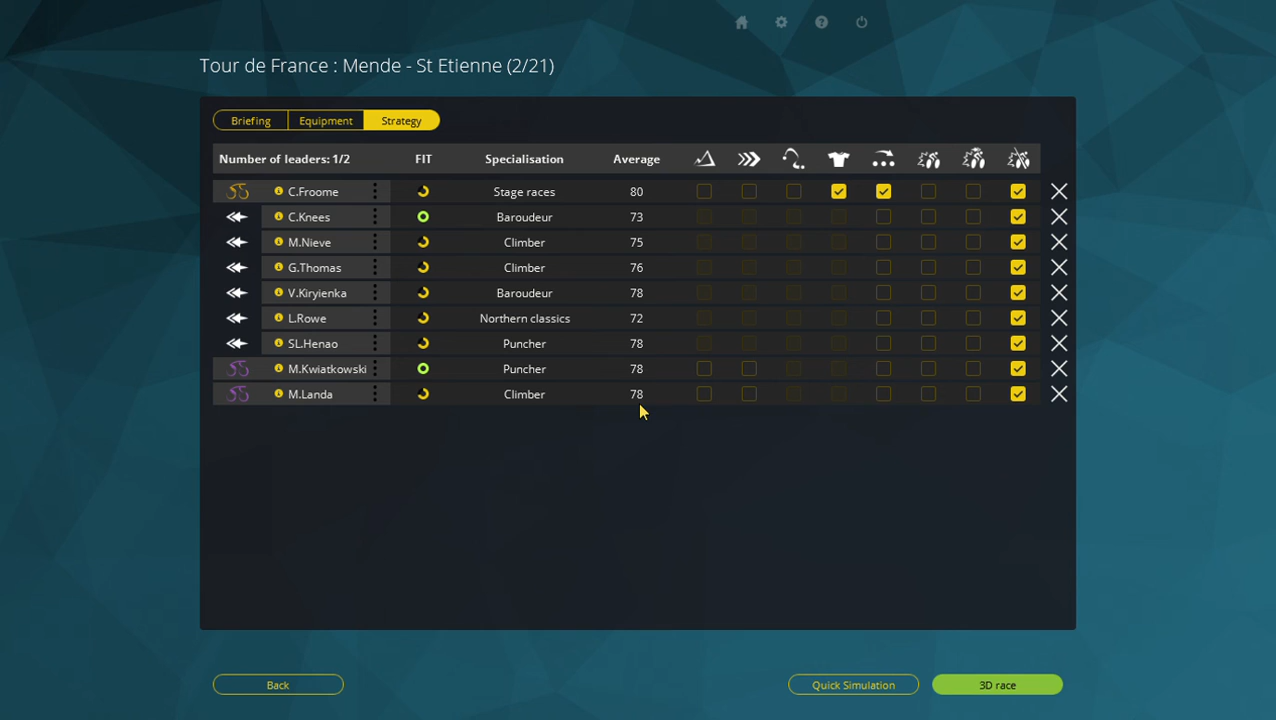 Tour de France : Mende - St Etienne (2/21)
Briefing Equipment Strategy
Number of leaders: 1/2 FIT Specialisation Average
C.Froome Stage races 80
C.Knees Baroudeur 73
M.Nieve Climber 75
G.Thomas Climber 76
V.Kiryienka Baroudeur 78
L.Rowe Northern classics 72
SL.Henao Puncher 78
M.Kwiatkowski Puncher 78
M.Landa Climber 78
Back Quick Simulation 3D race